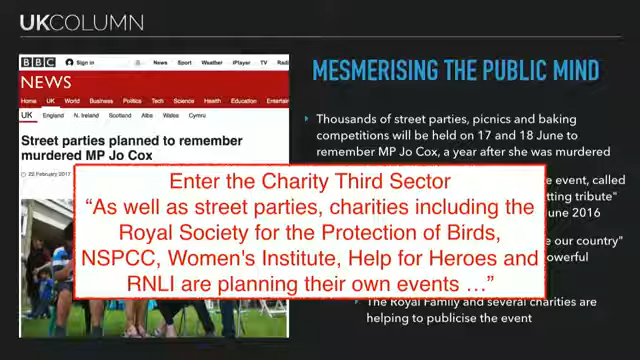 UKCOLUMN
BBC
Sign in
News Sport Weather iPlayer TV
NEWS
Home UK World Business Politics Tech Science Health Education
UK England N. Ireland Scotland Alba Wales Cymru
Street parties planned to remember
murdered MP Jo Cox
22 February 2017
MESMERISING THE PUBLIC MIND
Thousands of street parties, picnics and baking
competitions will be held on 17 and 18 June to
remember MP Jo Cox, a year after she was murdered
e event, called
tting tribute"
une 2016
e our country"
powerful
Enter the Charity Third Sector
“As well as street parties, charities including the
Royal Society for the Protection of Birds,
NSPCC, Women's Institute, Help for Heroes and
RNLI are planning their own events …”
The Royal Family and several charities are
helping to publicise the event